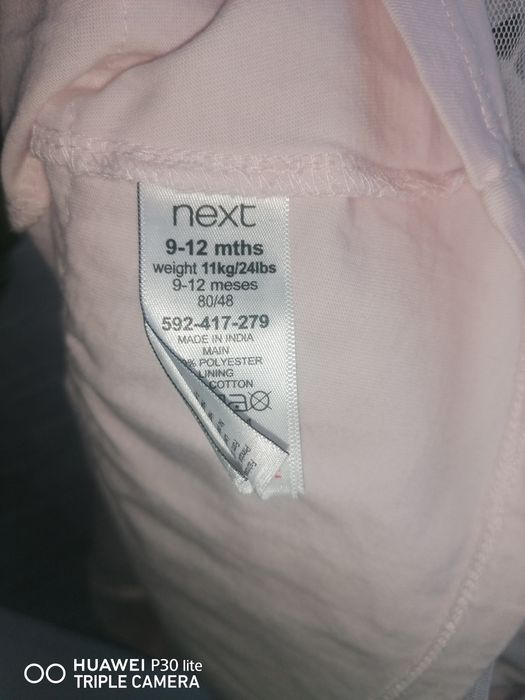 next
9-12 mths
weight 11kg/24lbs
9-12 meses
80/48
592-417-279
MADE IN INDIA
MAIN
% POLYESTER
LINING
COTTON
HUAWEI P30 lite
TRIPLE CAMERA